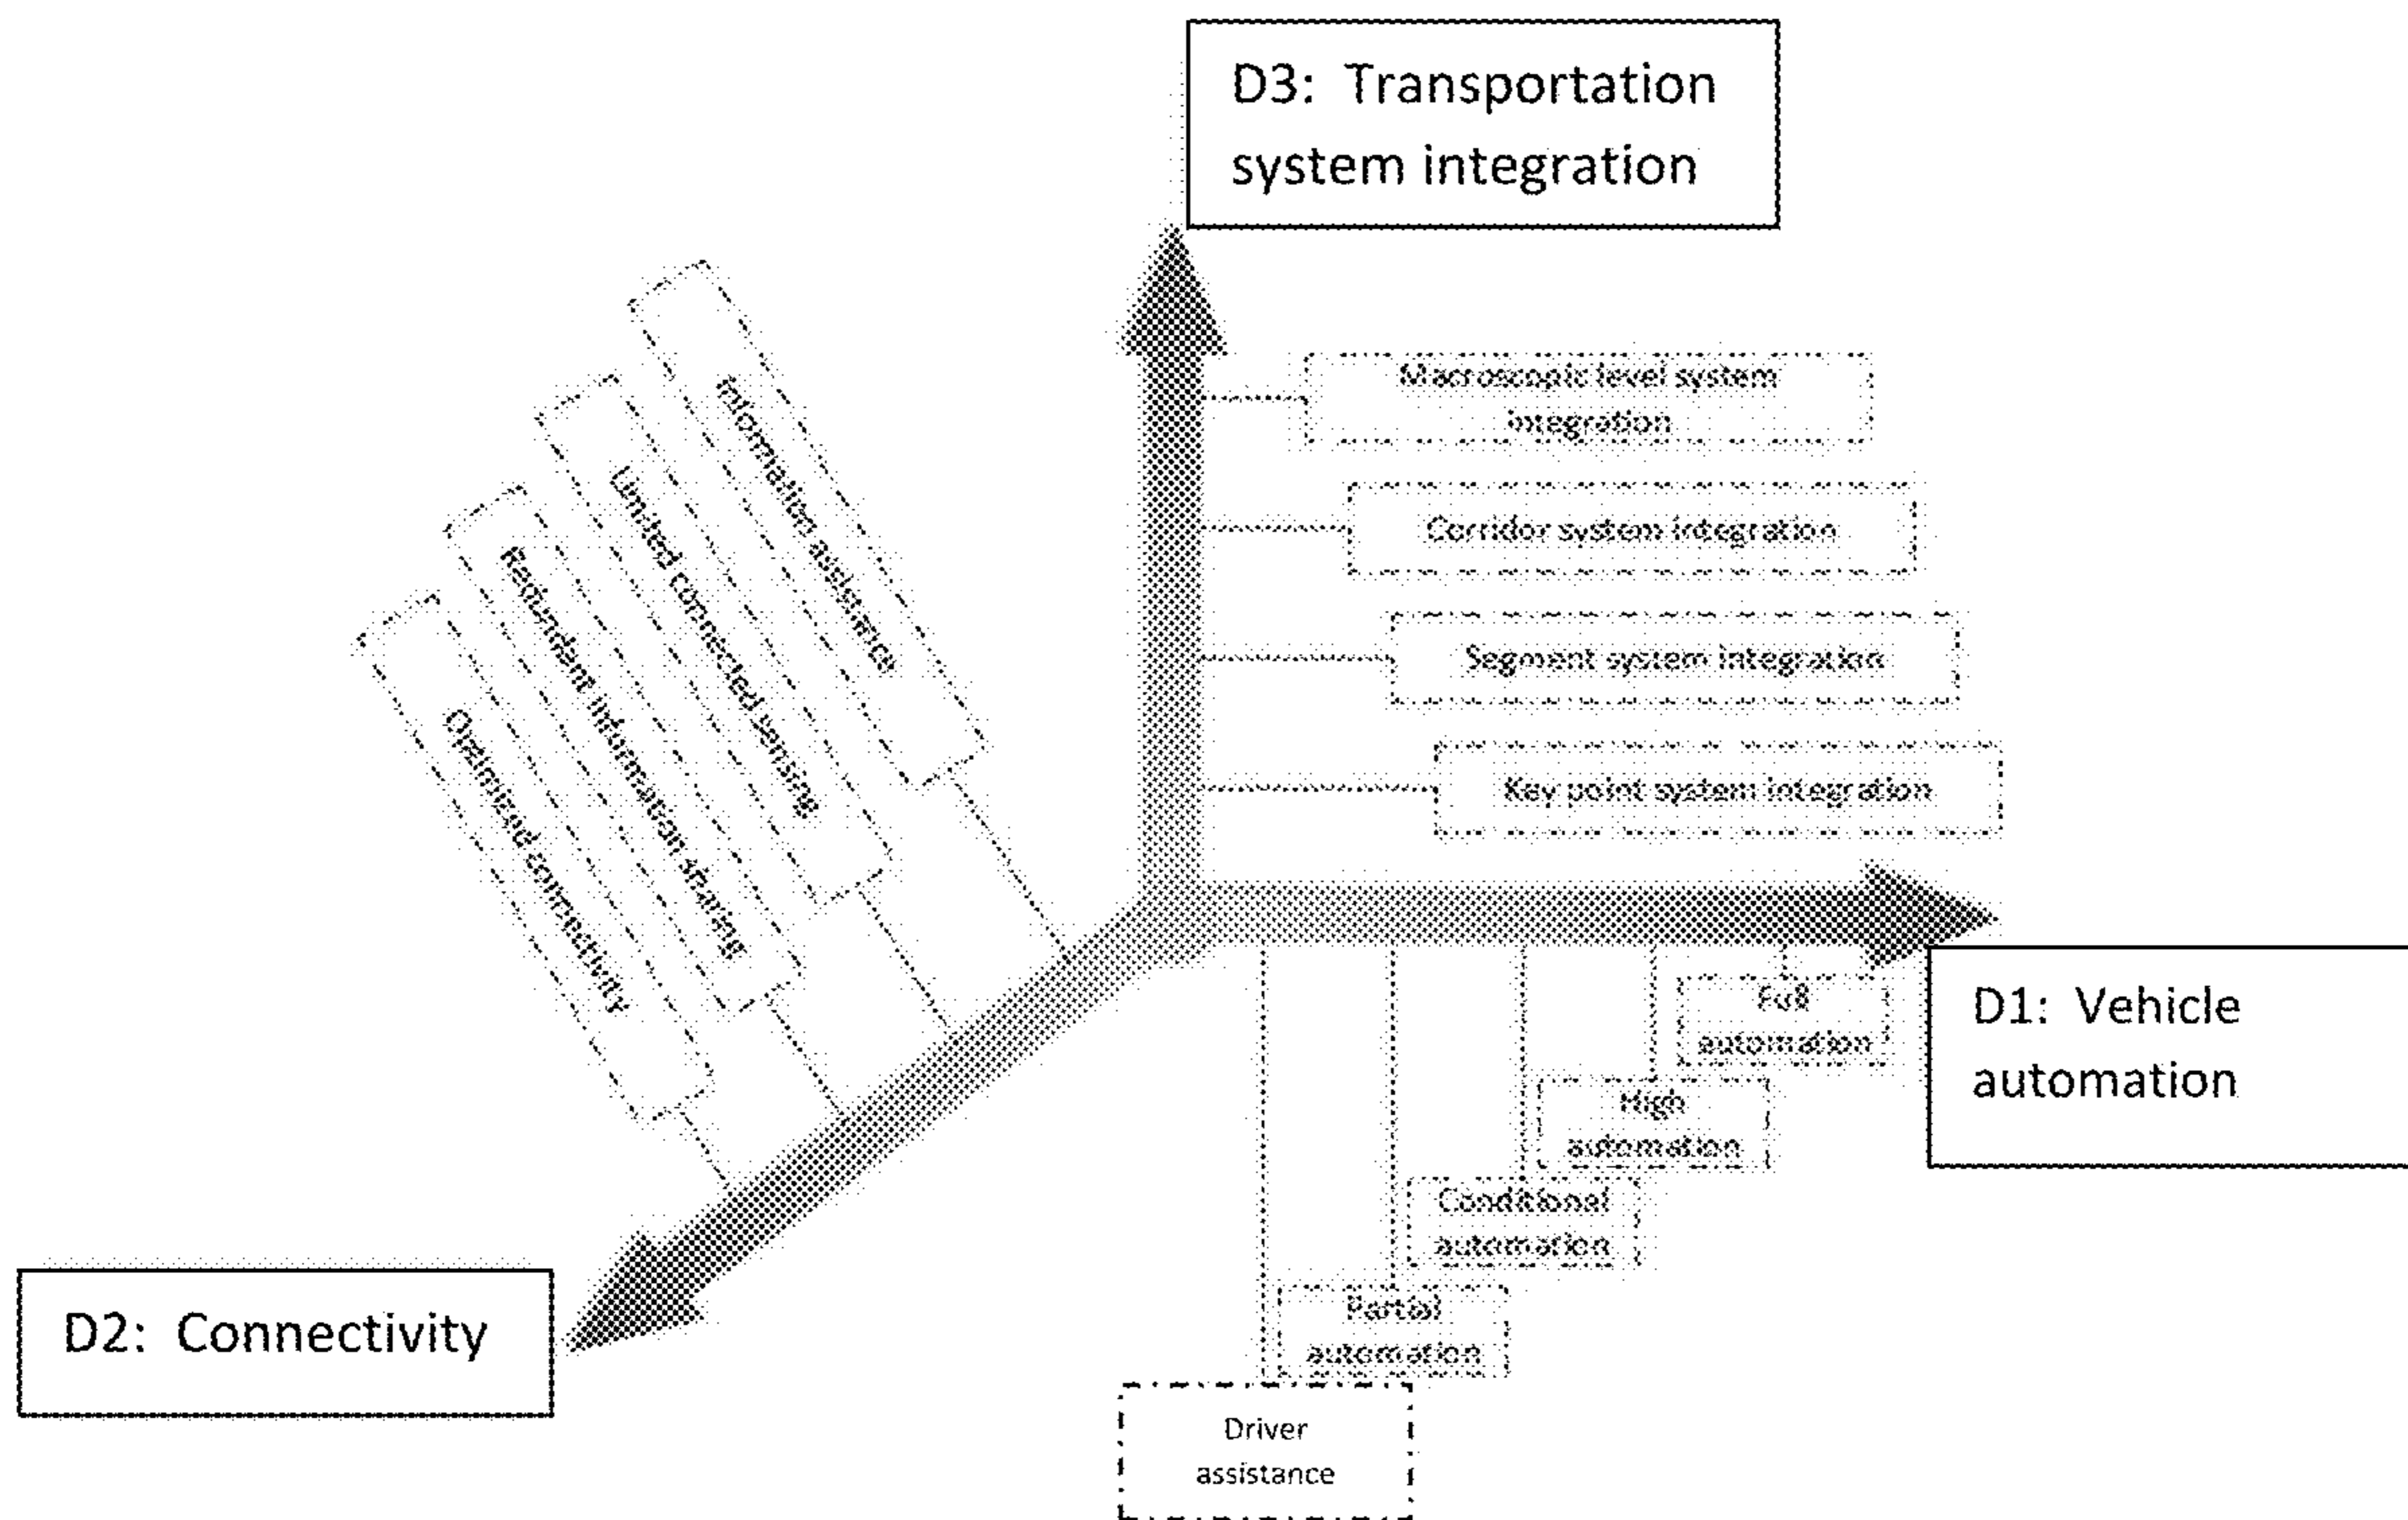 D3:  Transportation
system integration
Macroscopic level system
integration
Corridor system integration
Segment system integration
Key point system integration
Information assistance
Limited connected sensing
Redundant information sharing
Optimized connectivity
D1:  Vehicle
automation
Full
automation
High
automation
Conditional
automation
Partial
automation
Driver
assistance
D2:  Connectivity